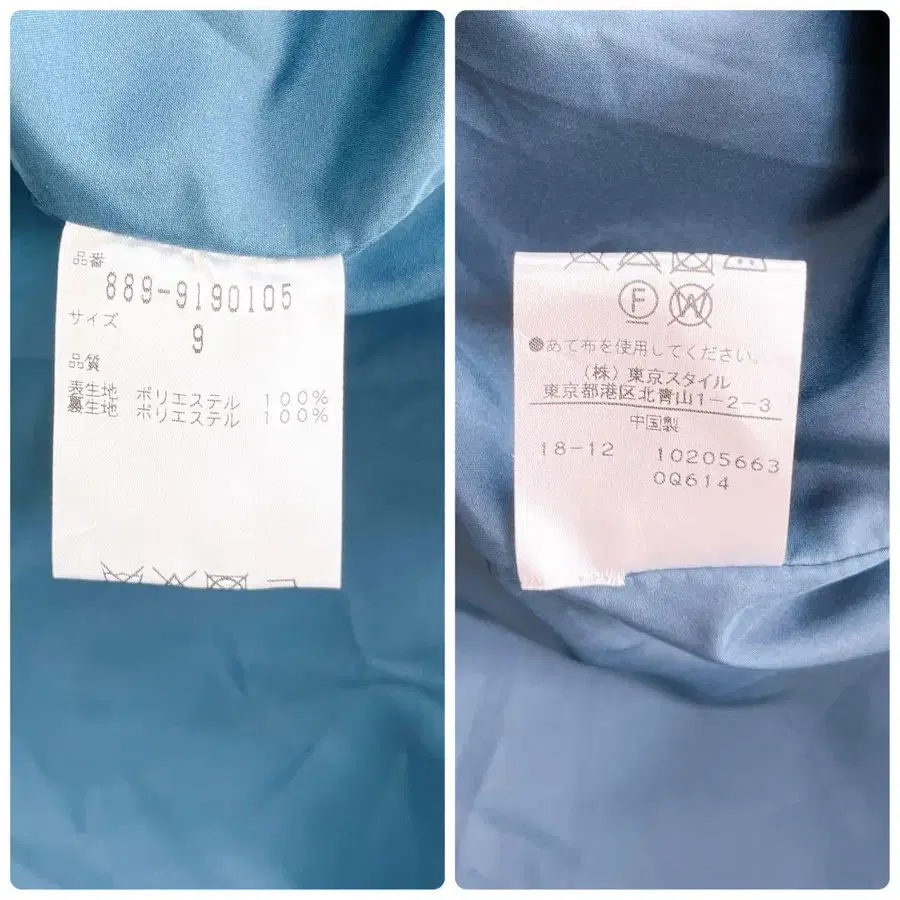 品番
889-9190105
サイズ
9
品質
表生地 ポリエステル 100%
裏生地 ポリエステル 100%
F
W
●あて布を使用してください。
(株)東京スタイル
東京都港区北青山1-2-3
中国製
18-12 10205663
0Q614